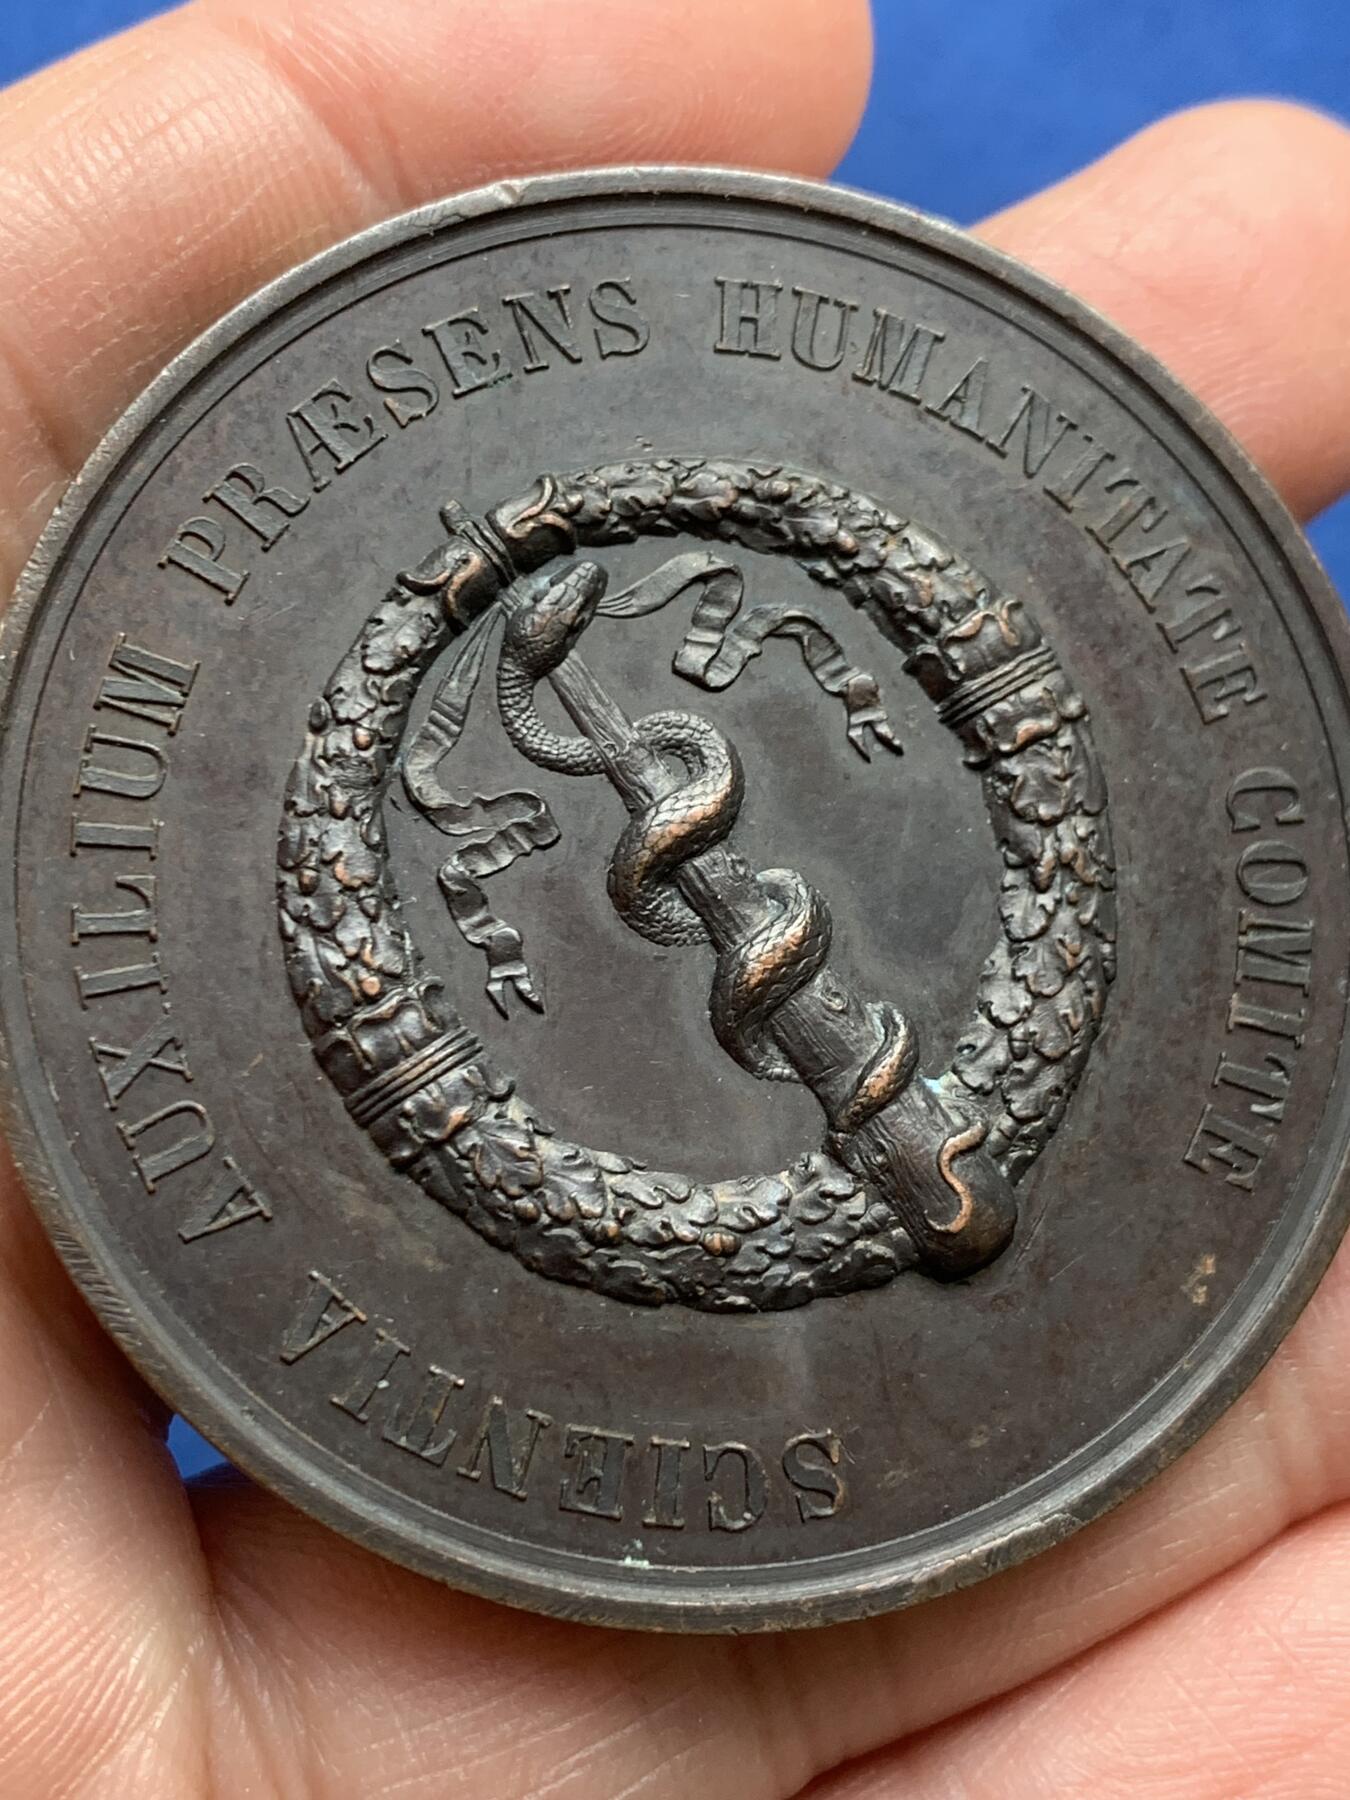 SCIENTIA AUXILIUM PRÆSENS HUMANITATE COMITE